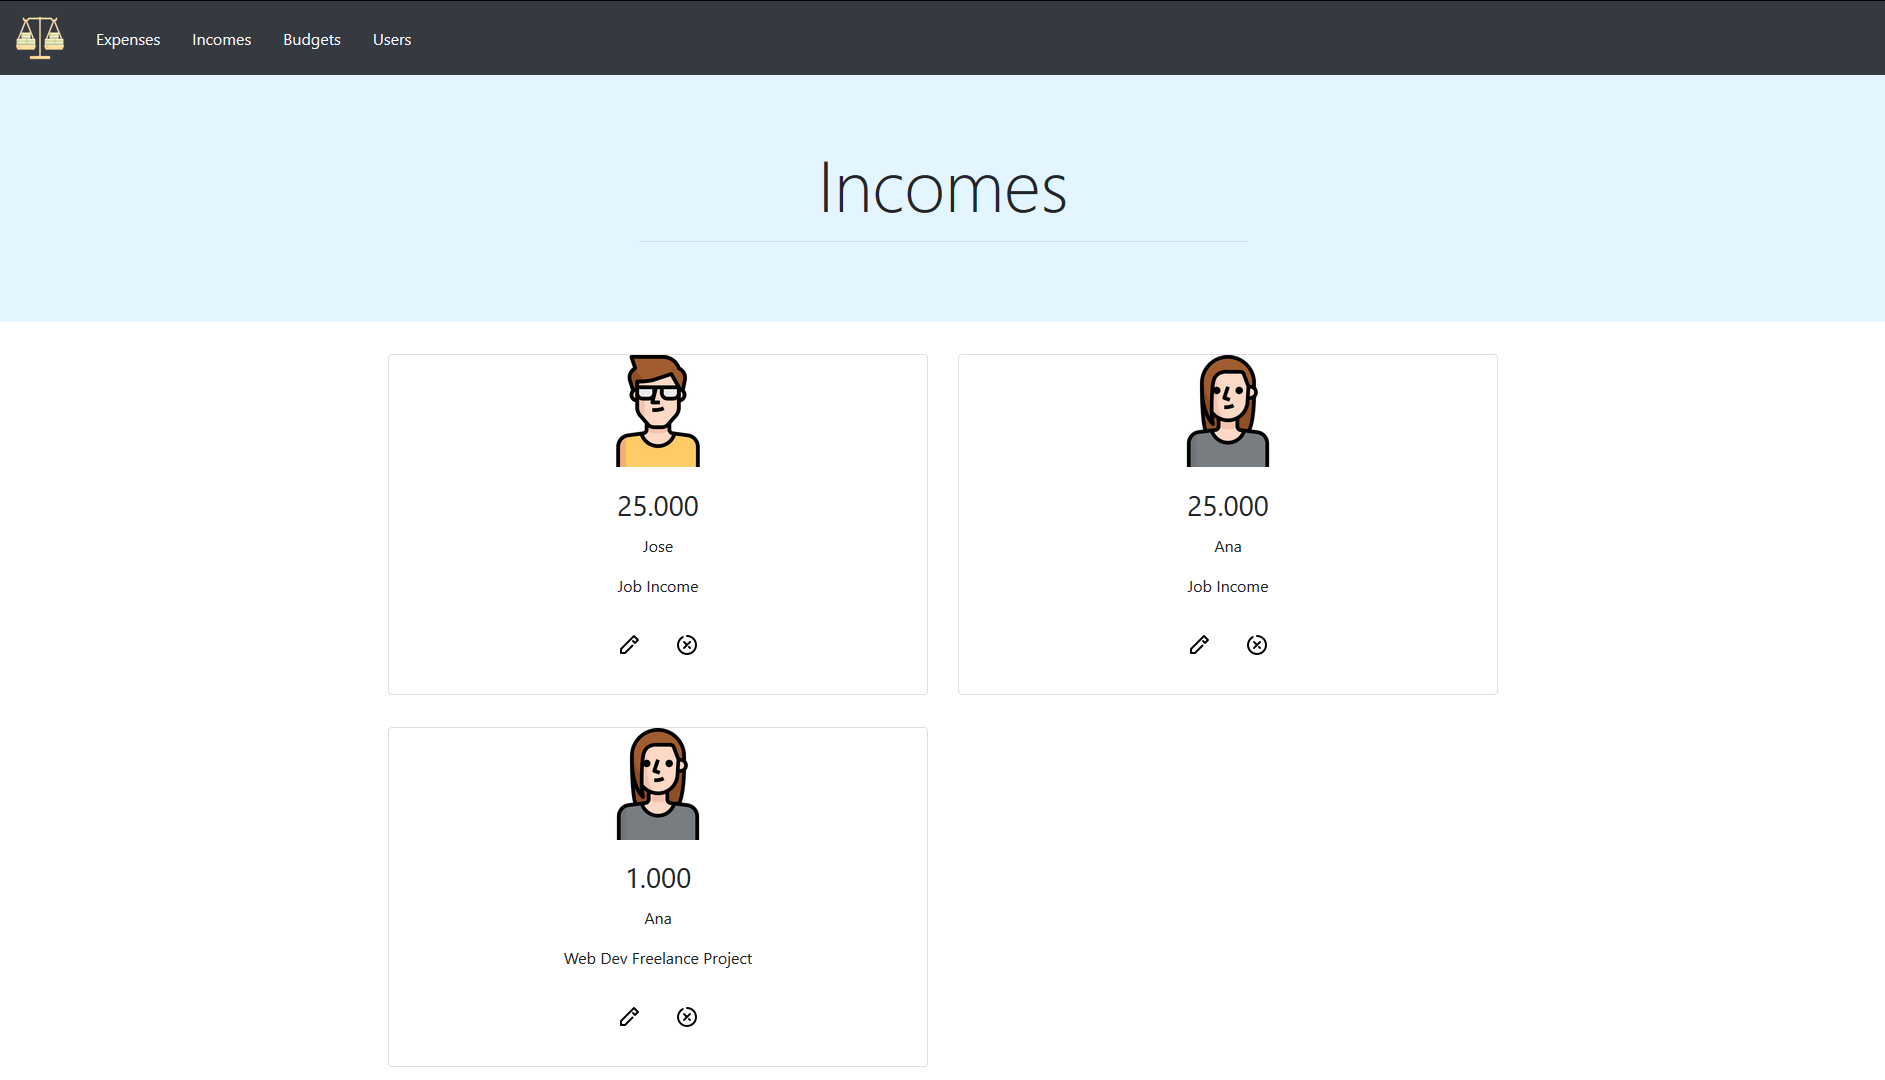 Expenses Incomes Budgets Users
Incomes
25.000
Jose
Job Income
25.000
Ana
Job Income
1.000
Ana
Web Dev Freelance Project